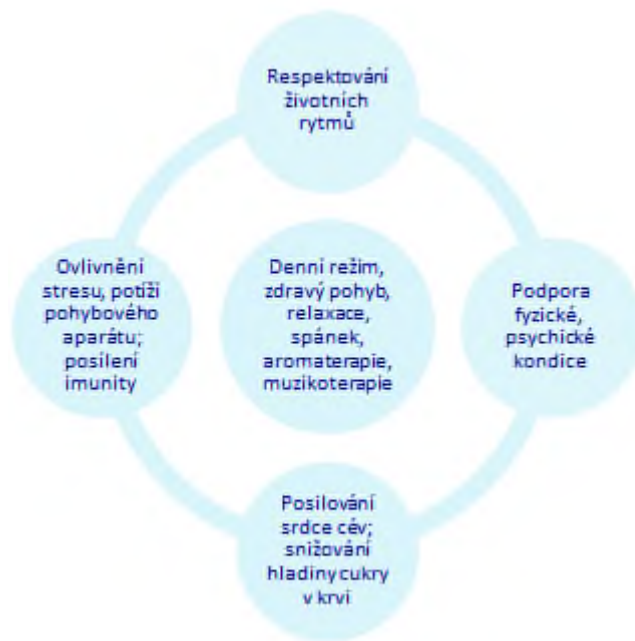 Respektování
životních
rytmů
Ovlivnění
stresu, potíží
pohybového
aparátu;
posílení
imunity
Denní režim,
zdravý pohyb,
relaxace,
spánek,
aromaterapie,
muzikoterapie
Podpora
fyzické,
psychické
kondice
Posilování
srdce cév;
snižování
hladiny cukry
v krvi